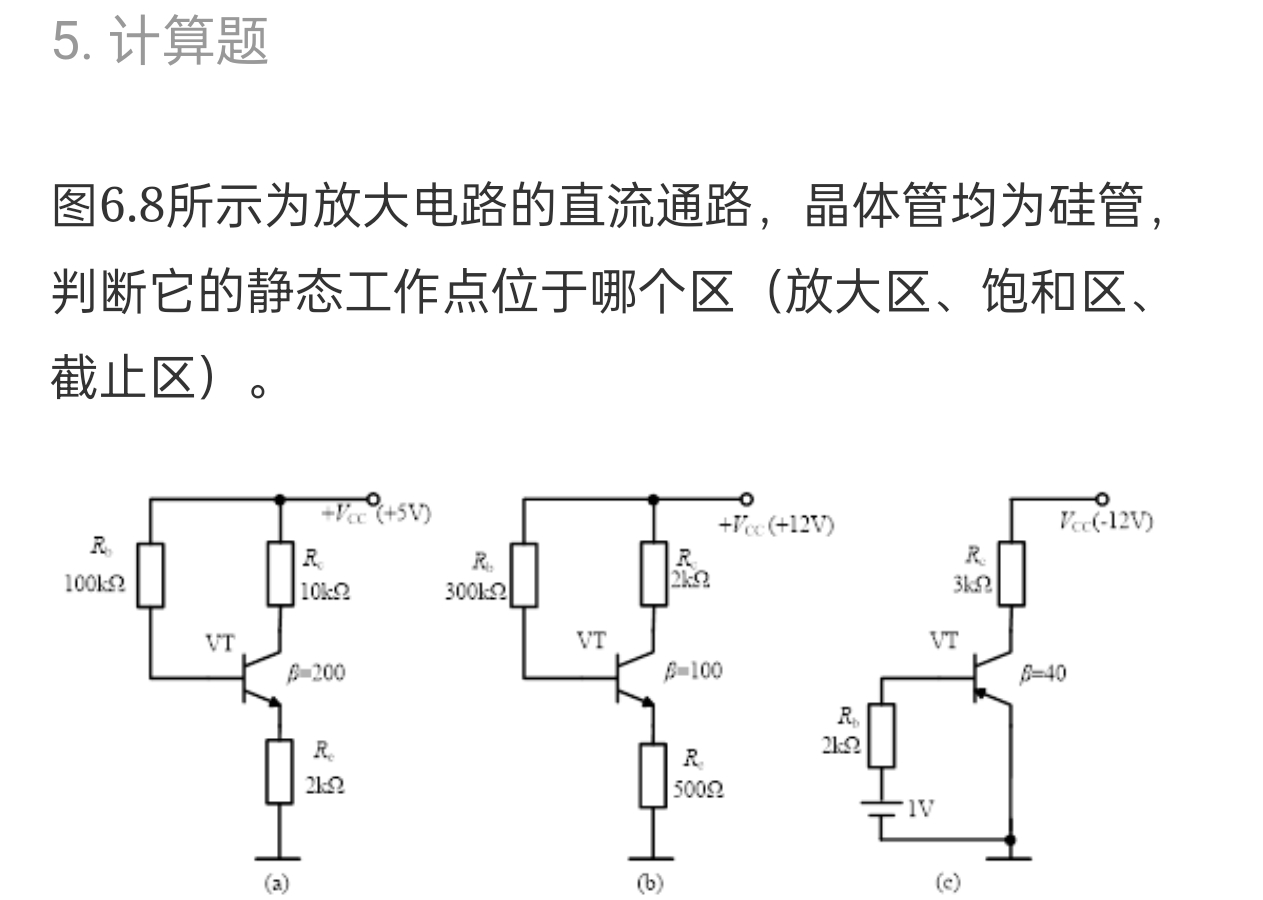 5. 计算题
图6.8所示为放大电路的直流通路，晶体管均为硅管，
判断它的静态工作点位于哪个区（放大区、饱和区、
截止区）。
+VCC (+5V)
Rb
100kΩ
Rc
10kΩ
VT
β=200
Re
2kΩ
(a)
+VCC (+12V)
Rb
300kΩ
Rc
2kΩ
VT
β=100
Re
500Ω
(b)
VCC(-12V)
Rc
3kΩ
VT
β=40
Rb
2kΩ
1V
(c)